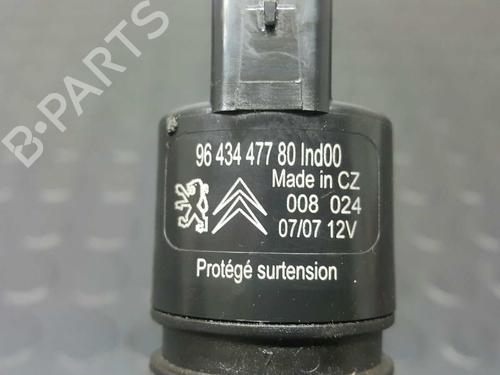 B-PARTS
96 434 477 80 Ind00
Made in CZ
008 024
07/07 12V
Protégé surtension